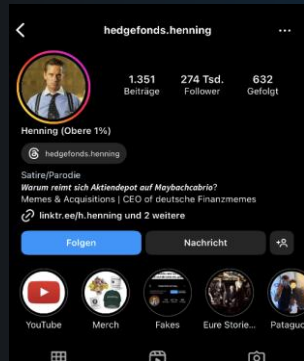 hedgefonds.henning
1.351 274 Tsd. 632
Beiträge Follower Gefolgt
Henning (Obere 1%)
hedgefonds.henning
Satire/Parodie
Warum reimt sich Aktiendepot auf Maybachcabrio?
Memes & Acquisitions | CEO of deutsche Finanzmemes
linktr.ee/h.henning und 2 weitere
Folgen Nachricht
YouTube Merch Fakes Eure Storie... Patagu